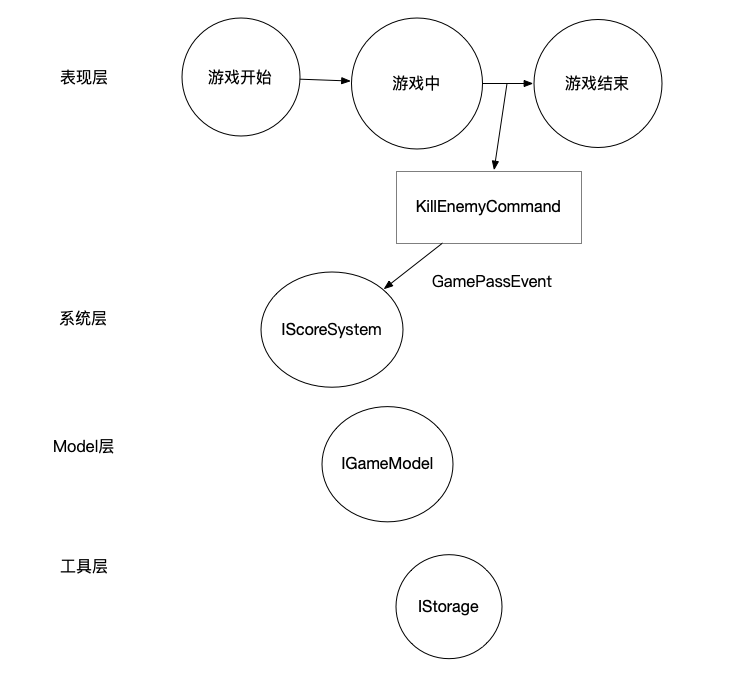 表现层
游戏开始
游戏中
游戏结束
KillEnemyCommand
GamePassEvent
系统层
IScoreSystem
Model层
IGameModel
工具层
IStorage